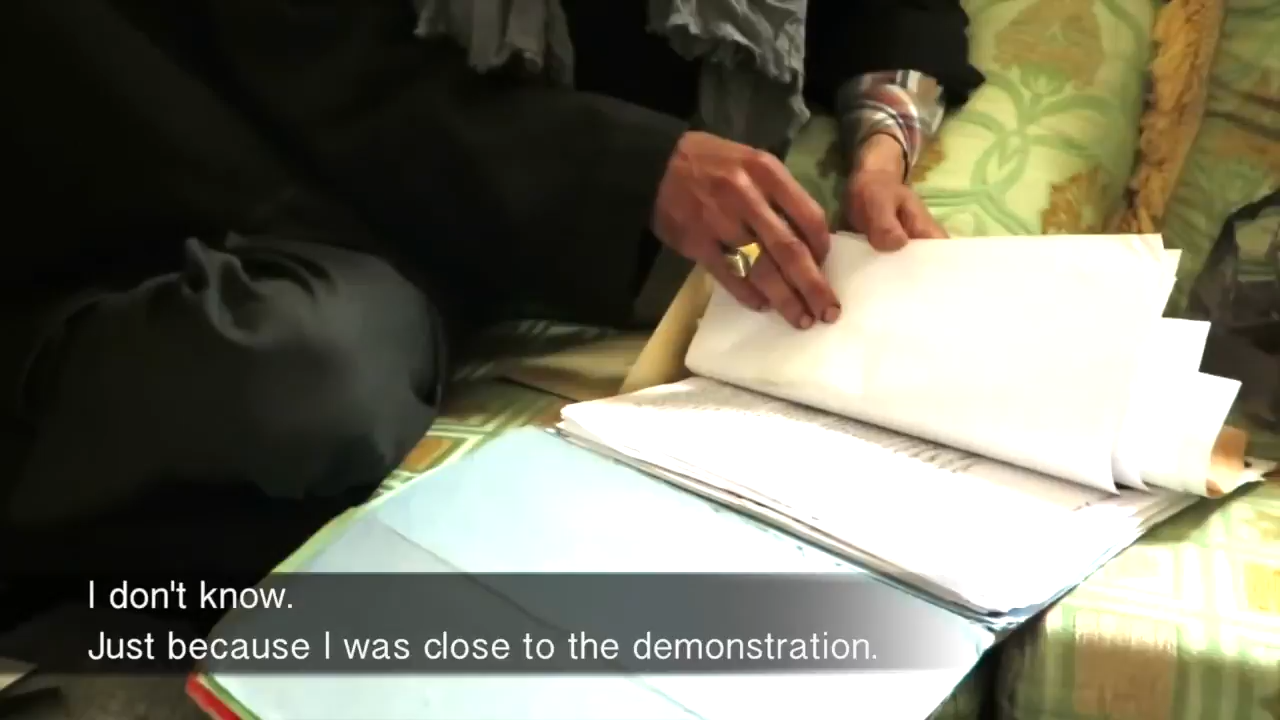 I don't know.
Just because I was close to the demonstration.